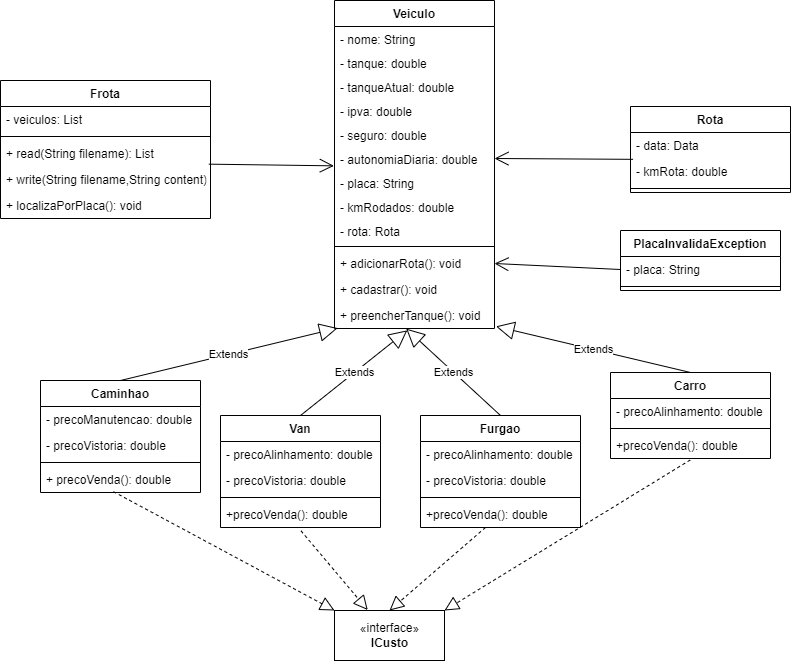 Veiculo
- nome: String
- tanque: double
- tanqueAtual: double
- ipva: double
- seguro: double
- autonomiaDiaria: double
- placa: String
- kmRodados: double
- rota: Rota
+ adicionarRota(): void
+ cadastrar(): void
+ preencherTanque(): void
Frota
- veiculos: List
+ read(String filename): List
+ write(String filename,String content)
+ localizaPorPlaca(): void
Rota
- data: Data
- kmRota: double
PlacaInvalidaException
- placa: String
Extends
Extends
Extends
Extends
Caminhao
- precoManutencao: double
- precoVistoria: double
+ precoVenda(): double
Van
- precoAlinhamento: double
- precoVistoria: double
+precoVenda(): double
Furgao
- precoAlinhamento: double
- precoVistoria: double
+precoVenda(): double
Carro
- precoAlinhamento: double
+precoVenda(): double
«interface»
ICusto